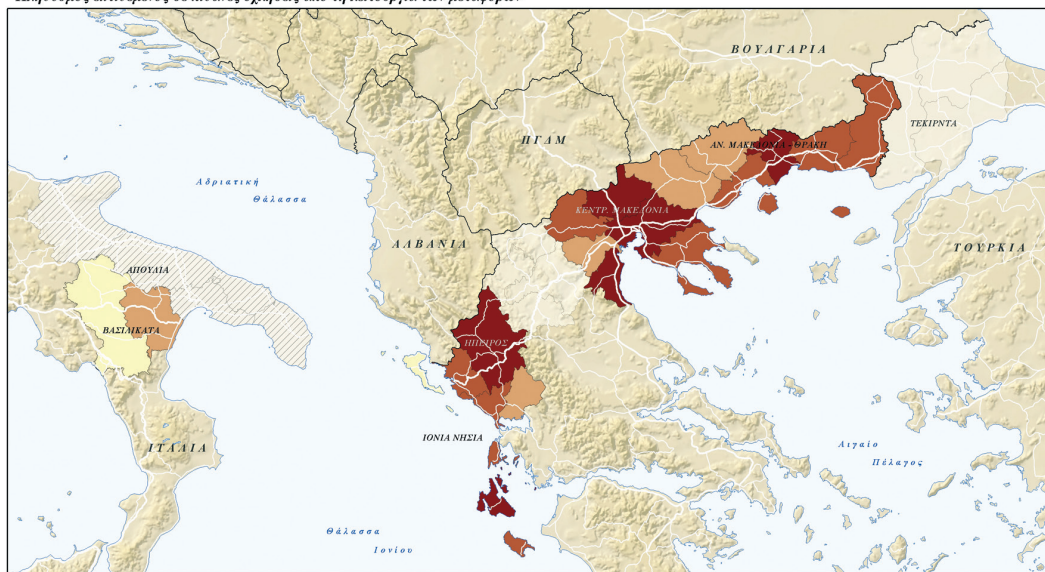 ΒΟΥΛΓΑΡΙΑ
ΤΕΚΙΡΝΤΑ
ΠΓΔΜ
ΑΝ. ΜΑΚΕΔΟΝΙΑ - ΘΡΑΚΗ
Αδριατική
Θάλασσα
ΚΕΝΤΡ. ΜΑΚΕΔΟΝΙΑ
ΑΛΒΑΝΙΑ
ΤΟΥΡΚΙΑ
ΑΠΟΥΛΙΑ
ΒΑΣΙΛΙΚΑΤΑ
ΗΠΕΙΡΟΣ
ΙΟΝΙΑ ΝΗΣΙΑ
ΙΤΑΛΙΑ
Αιγαίο
Πέλαγος
Θάλασσα
Ιονίου